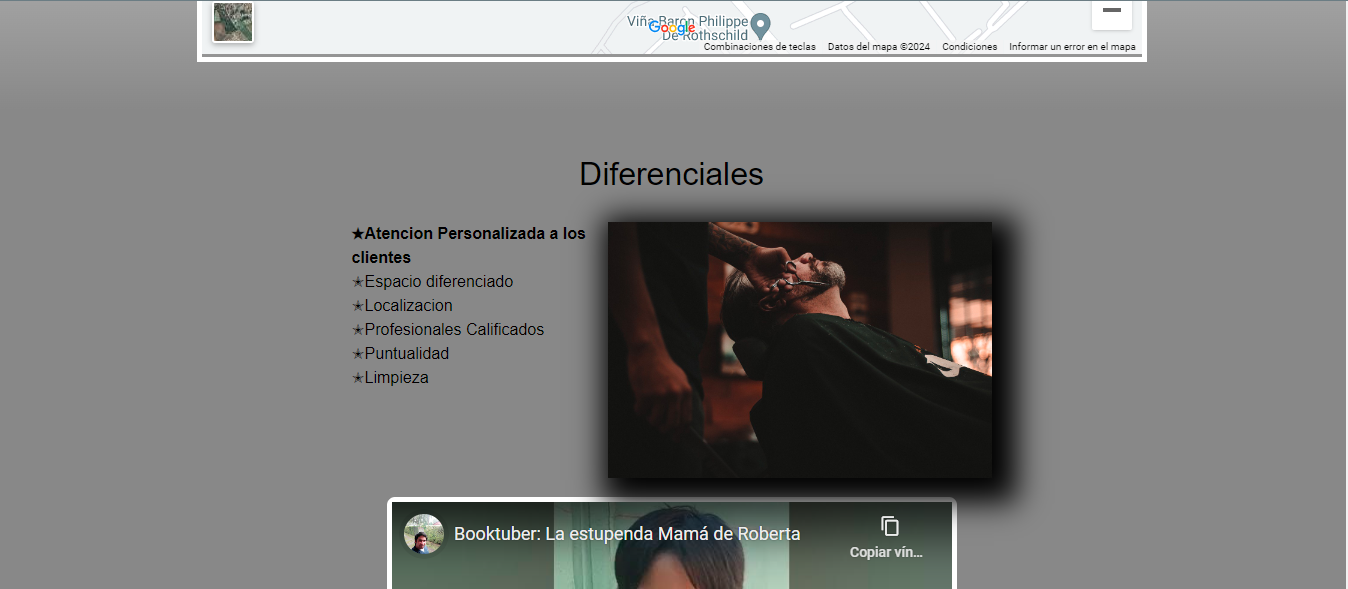 Viña Baron Philippe
De Rothschild
Google
Combinaciones de teclas Datos del mapa ©2024 Condiciones Informar un error en el mapa
Diferenciales
★Atencion Personalizada a los
clientes
✭Espacio diferenciado
✭Localizacion
✭Profesionales Calificados
✭Puntualidad
✭Limpieza
Booktuber: La estupenda Mamá de Roberta
Copiar vín...